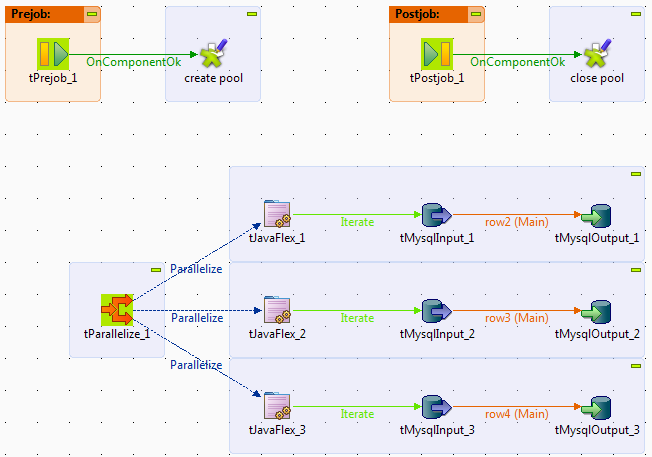 Prejob:
Postjob:
OnComponentOk
OnComponentOk
tPrejob_1
create pool
tPostjob_1
close pool
Iterate
row2 (Main)
tJavaFlex_1
tMysqlInput_1
tMysqlOutput_1
Parallelize
Parallelize
Iterate
row3 (Main)
tParallelize_1
tJavaFlex_2
tMysqlInput_2
tMysqlOutput_2
Parallelize
Iterate
row4 (Main)
tJavaFlex_3
tMysqlInput_3
tMysqlOutput_3